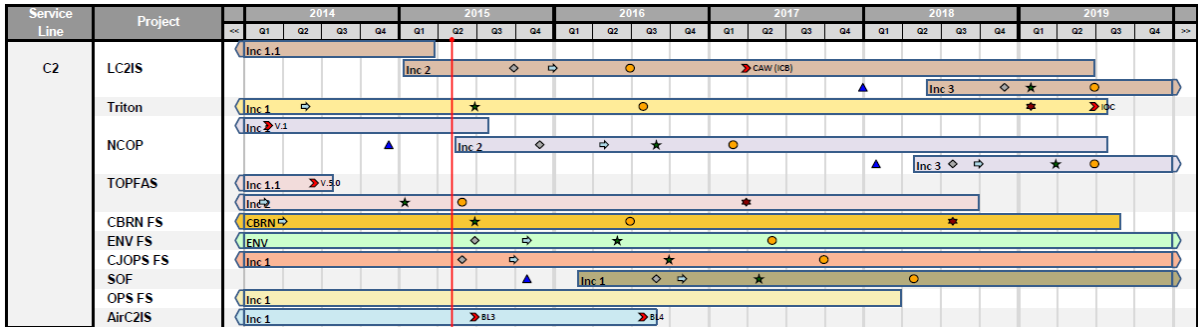 Service Line Project 2014 2015 2016 2017 2018 2019
<< Q1 Q2 Q3 Q4 Q1 Q2 Q3 Q4 Q1 Q2 Q3 Q4 Q1 Q2 Q3 Q4 Q1 Q2 Q3 Q4 Q1 Q2 Q3 Q4 >>
Inc 1.1
C2 LC2IS Inc 2 CAW (ICB)
Inc 3
Triton Inc 1 IOC
Inc V.1
NCOP Inc 2
Inc 3
TOPFAS Inc 1.1 V.5.0
Inc 2
CBRN FS CBRN
ENV FS ENV
CJOPS FS Inc 1
SOF Inc 1
OPS FS Inc 1
AirC2IS Inc 1 BL3 BL4